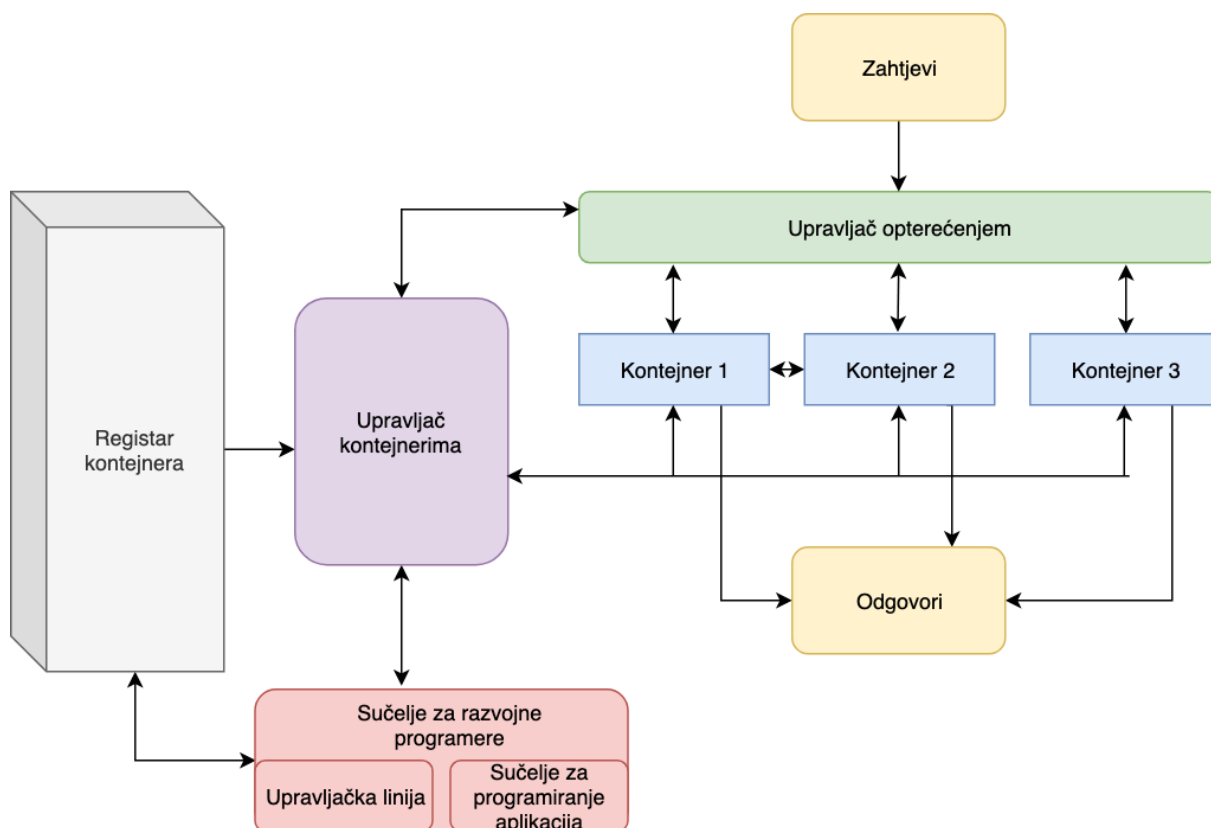 Zahtjevi
Upravljač opterećenjem
Kontejner 1
Kontejner 2
Kontejner 3
Registar
kontejnera
Upravljač
kontejnerima
Odgovori
Sučelje za razvojne
programere
Upravljačka linija
Sučelje za
programiranje
aplikacija